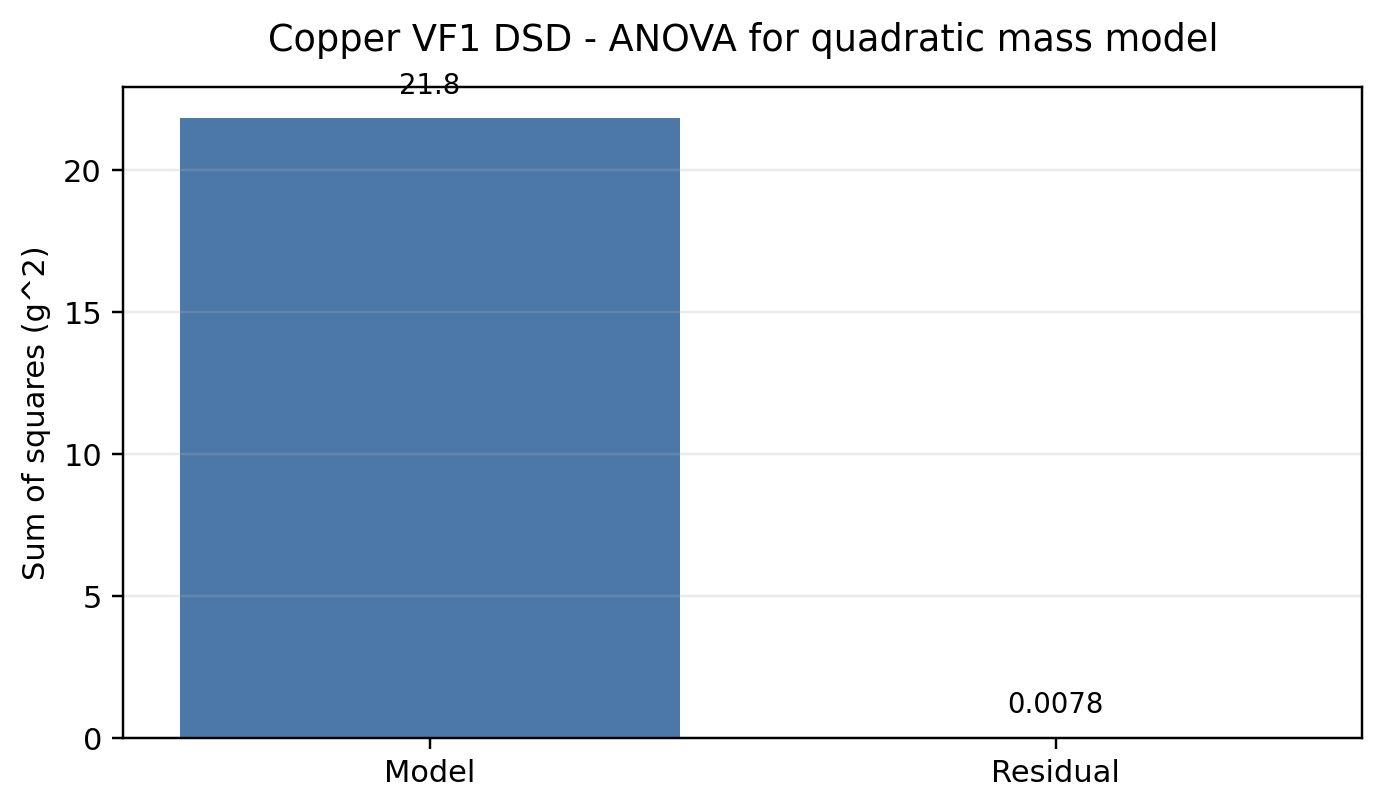 Copper VF1 DSD - ANOVA for quadratic mass model
21.8
Sum of squares (g^2)
20
15
10
5
0
0.0078
Model
Residual